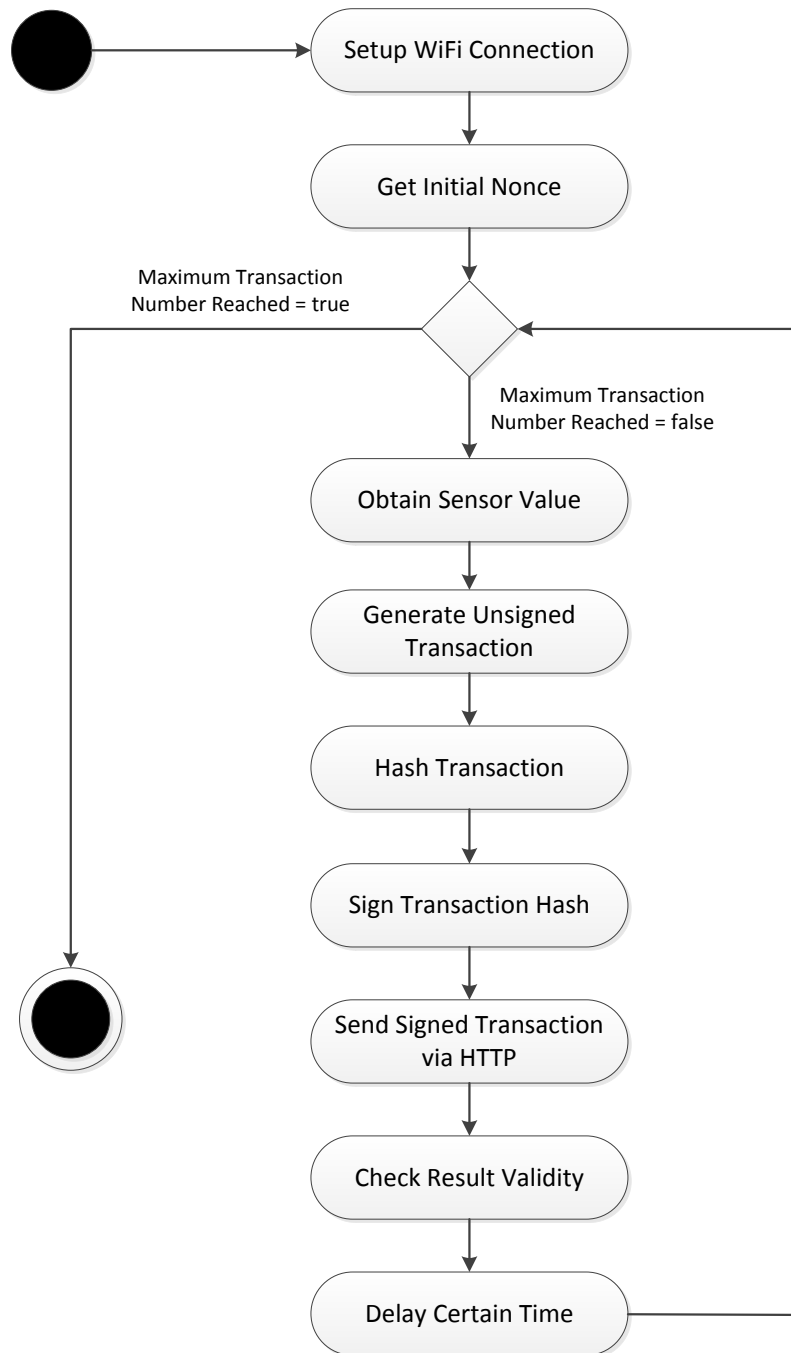 Setup WiFi Connection
Get Initial Nonce
Maximum Transaction
Number Reached = true
Maximum Transaction
Number Reached = false
Obtain Sensor Value
Generate Unsigned
Transaction
Hash Transaction
Sign Transaction Hash
Send Signed Transaction
via HTTP
Check Result Validity
Delay Certain Time